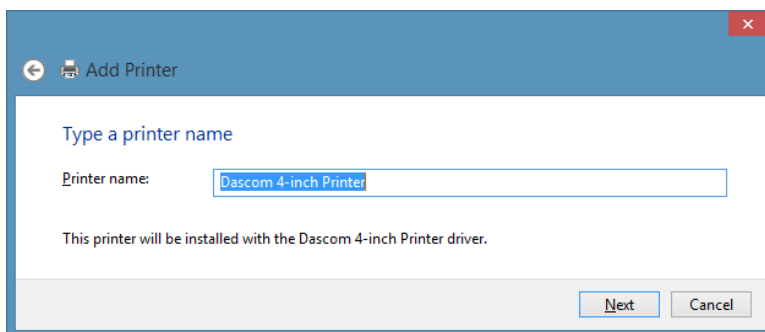 Add Printer
Type a printer name
Printer name: Dascom 4-inch Printer
This printer will be installed with the Dascom 4-inch Printer driver.
Next Cancel